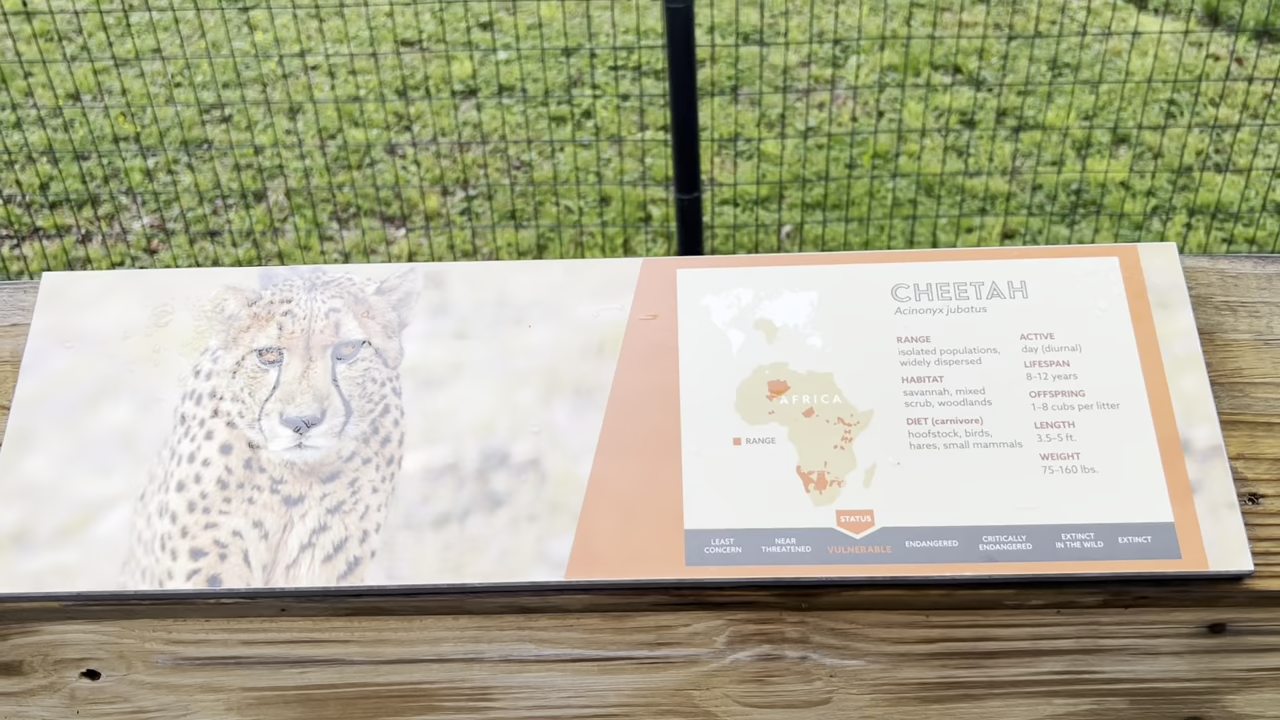 CHEETAH
Acinonyx jubatus
RANGE
isolated populations,
widely dispersed
HABITAT
savannah, mixed
scrub, woodlands
DIET (carnivore)
hoofstock, birds,
hares, small mammals
ACTIVE
day (diurnal)
LIFESPAN
8-12 years
OFFSPRING
1-8 cubs per litter
LENGTH
3.5-5 ft.
WEIGHT
75-160 lbs.
AFRICA
RANGE
STATUS
LEAST
CONCERN
NEAR
THREATENED
VULNERABLE
ENDANGERED
CRITICALLY
ENDANGERED
EXTINCT
IN THE WILD
EXTINCT